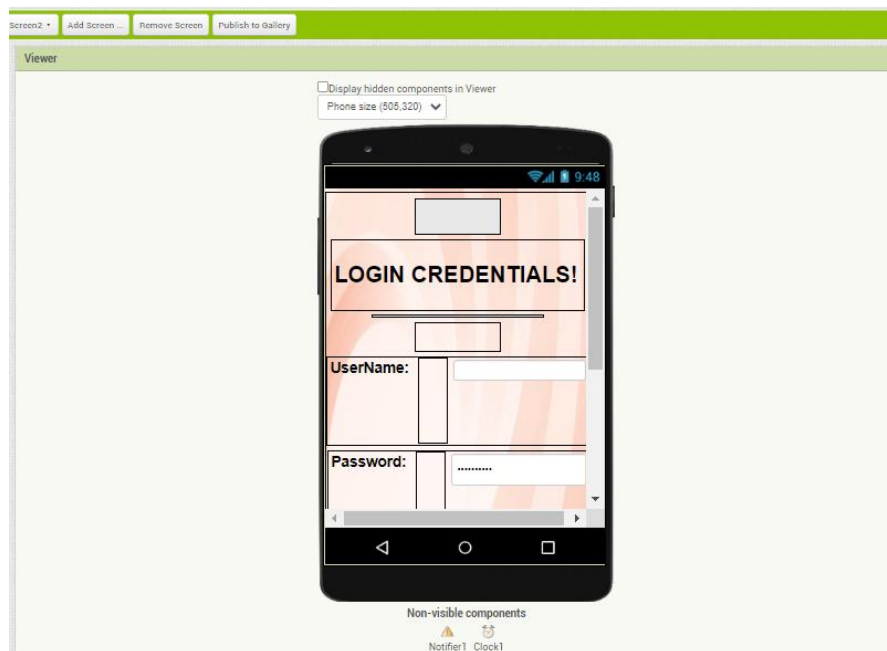 Screen2 Add Screen ... Remove Screen Publish to Gallery
Viewer
Display hidden components in Viewer
Phone size (505,320)
9:48
LOGIN CREDENTIALS!
UserName:
Password:
..........
Non-visible components
Notifier1 Clock1